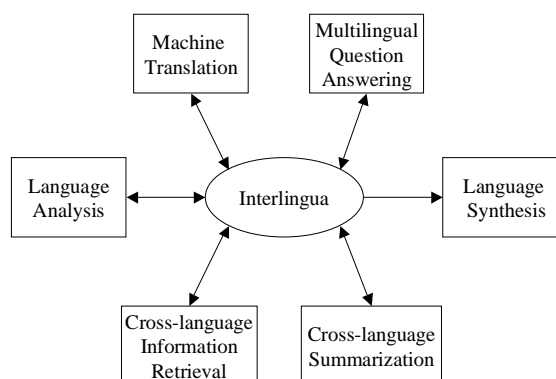 Machine
Translation
Multilingual
Question
Answering
Language
Analysis
Interlingua
Language
Synthesis
Cross-language
Information
Retrieval
Cross-language
Summarization